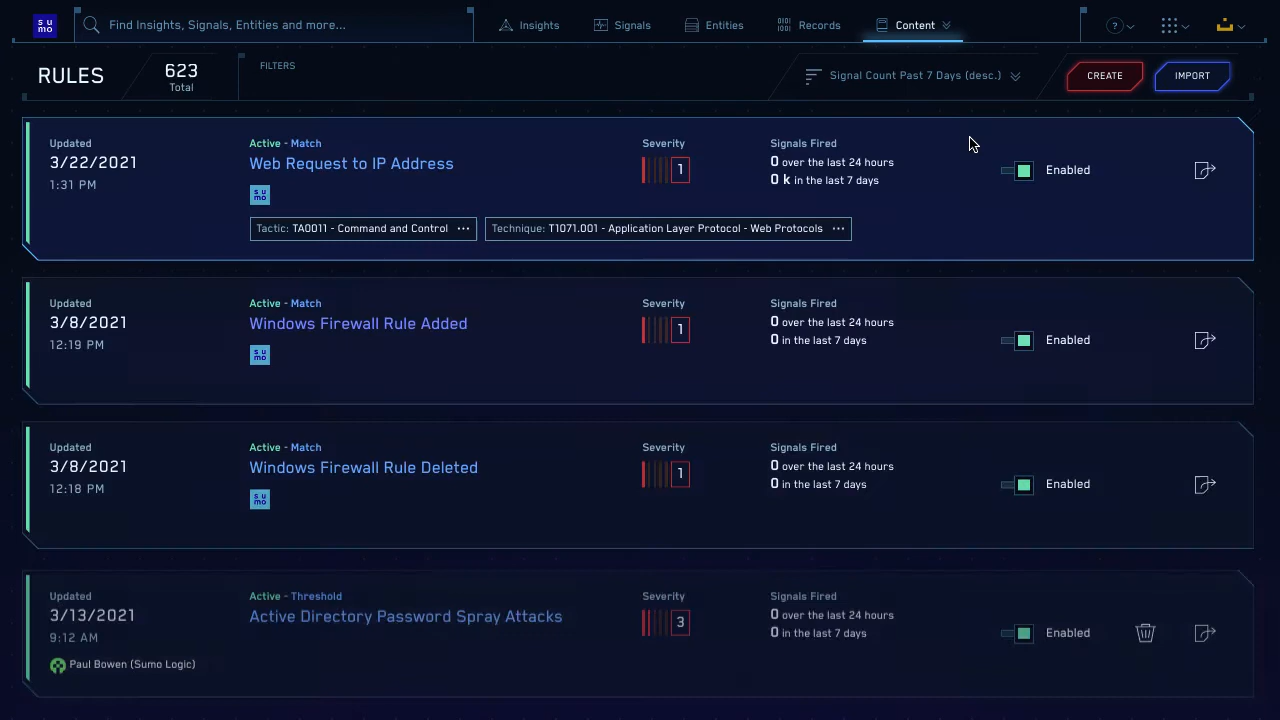 su
mo
Find Insights, Signals, Entities and more...
Insights
Signals
Entities
Records
Content
?
RULES
623
Total
FILTERS
Signal Count Past 7 Days (desc.)
CREATE
IMPORT
Updated
3/22/2021
1:31 PM
Active - Match
Web Request to IP Address
su
mo
Tactic: TA0011 - Command and Control ...
Technique: T1071.001 - Application Layer Protocol - Web Protocols ...
Severity
1
Signals Fired
0 over the last 24 hours
0 k in the last 7 days
Enabled
Updated
3/8/2021
12:19 PM
Active - Match
Windows Firewall Rule Added
su
mo
Severity
1
Signals Fired
0 over the last 24 hours
0 in the last 7 days
Enabled
Updated
3/8/2021
12:18 PM
Active - Match
Windows Firewall Rule Deleted
su
mo
Severity
1
Signals Fired
0 over the last 24 hours
0 in the last 7 days
Enabled
Updated
3/13/2021
9:12 AM
Paul Bowen (Sumo Logic)
Active - Threshold
Active Directory Password Spray Attacks
Severity
3
Signals Fired
0 over the last 24 hours
0 in the last 7 days
Enabled